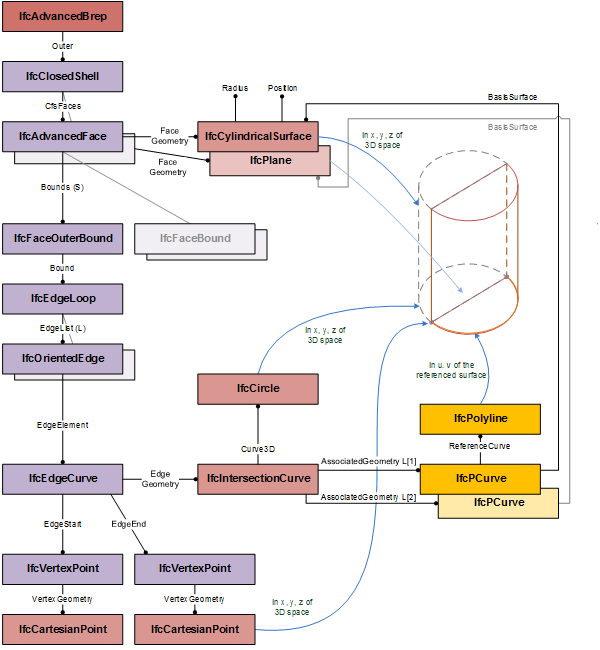 IfcAdvancedBrep
Outer
IfcClosedShell
CfsFaces
Radius
Position
BasisSurface
IfcAdvancedFace
Face
Geometry
IfcCylindricalSurface
BasisSurface
In x, y, z of
3D space
Face
Geometry
IfcPlane
Bounds (S)
IfcFaceOuterBound
IfcFaceBound
Bound
IfcEdgeLoop
EdgeList (L)
In x, y, z of
3D space
IfcOrientedEdge
In u. v of the
referenced surface
IfcCircle
EdgeElement
IfcPolyline
Curve3D
ReferenceCurve
IfcEdgeCurve
Edge
Geometry
IfcIntersectionCurve
AssociatedGeometry L[1]
IfcPCurve
AssociatedGeometry L[2]
IfcPCurve
EdgeStart
EdgeEnd
IfcVertexPoint
IfcVertexPoint
VertexGeometry
VertexGeometry
In x, y, z of
3D space
IfcCartesianPoint
IfcCartesianPoint